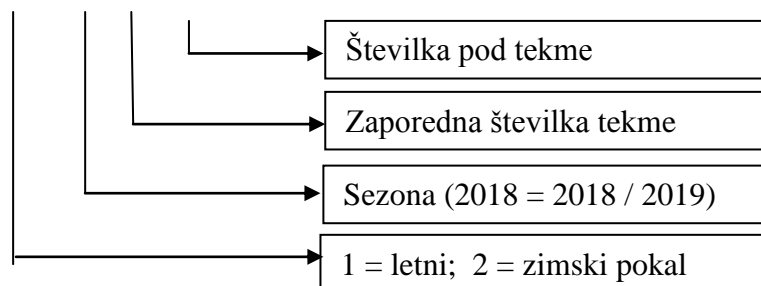 Številka pod tekme
Zaporedna številka tekme
Sezona (2018 = 2018 / 2019)
1 = letni;  2 = zimski pokal